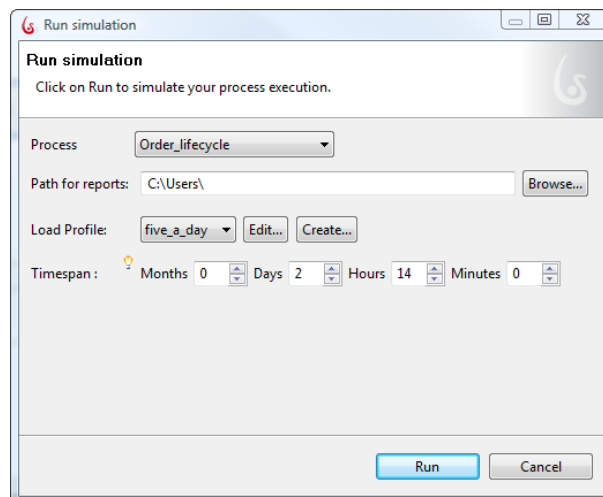 Run simulation
Run simulation
Click on Run to simulate your process execution.
Process Order_lifecycle
Path for reports: C:\Users\ Browse...
Load Profile: five_a_day Edit... Create...
Timespan : Months 0 Days 2 Hours 14 Minutes 0
Run Cancel